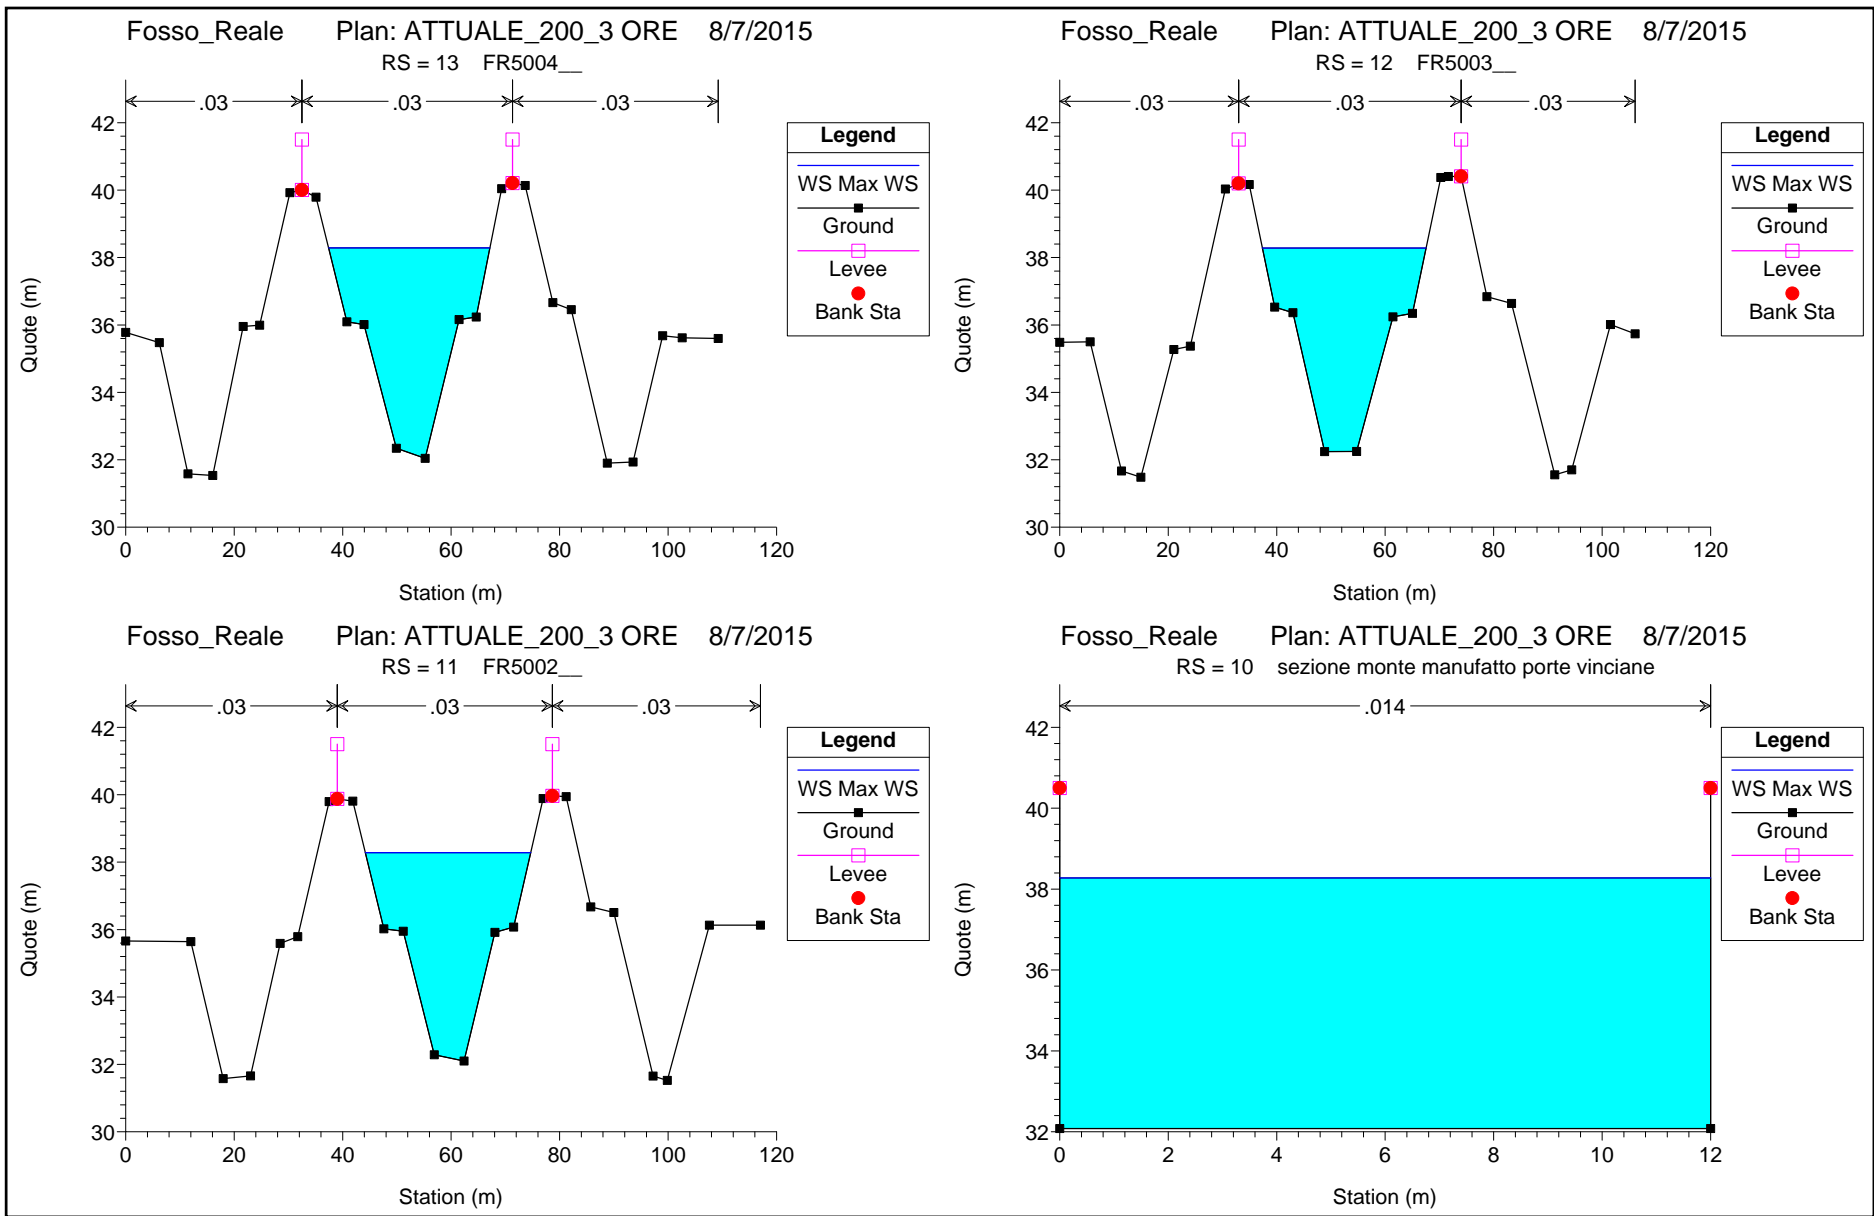 Fosso_Reale Plan: ATTUALE_200_3 ORE 8/7/2015
RS = 13 FR5004__
.03 .03 .03
42
40
38
36
34
32
30
Quote (m)
0 20 40 60 80 100 120
Station (m)
Legend
WS Max WS
Ground
Levee
Bank Sta
Fosso_Reale Plan: ATTUALE_200_3 ORE 8/7/2015
RS = 12 FR5003__
.03 .03 .03
42
40
38
36
34
32
30
Quote (m)
0 20 40 60 80 100 120
Station (m)
Legend
WS Max WS
Ground
Levee
Bank Sta
Fosso_Reale Plan: ATTUALE_200_3 ORE 8/7/2015
RS = 11 FR5002__
.03 .03 .03
42
40
38
36
34
32
30
Quote (m)
0 20 40 60 80 100 120
Station (m)
Legend
WS Max WS
Ground
Levee
Bank Sta
Fosso_Reale Plan: ATTUALE_200_3 ORE 8/7/2015
RS = 10 sezione monte manufatto porte vinciane
.014
42
40
38
36
34
32
Quote (m)
0 2 4 6 8 10 12
Station (m)
Legend
WS Max WS
Ground
Levee
Bank Sta